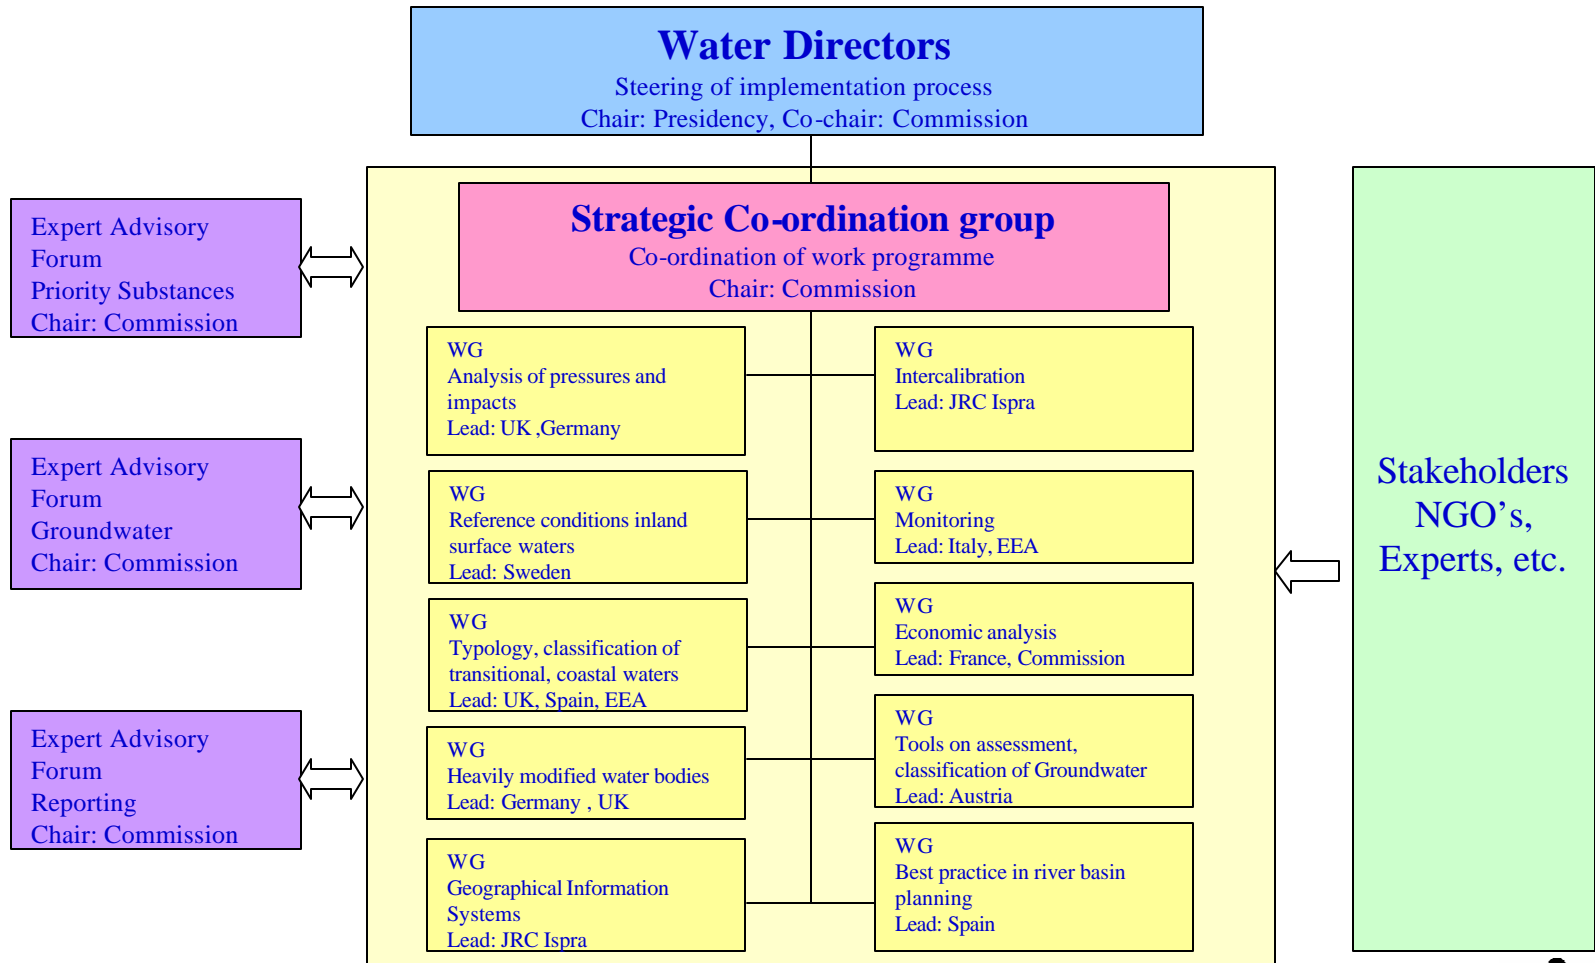 Water Directors
Steering of implementation process
Chair: Presidency, Co-chair: Commission
Expert Advisory
Forum
Priority Substances
Chair: Commission
Expert Advisory
Forum
Groundwater
Chair: Commission
Expert Advisory
Forum
Reporting
Chair: Commission
Strategic Co-ordination group
Co-ordination of work programme
Chair: Commission
WG
Analysis of pressures and
impacts
Lead: UK ,Germany
WG
Reference conditions inland
surface waters
Lead: Sweden
WG
Typology, classification of
transitional, coastal waters
Lead: UK, Spain, EEA
WG
Heavily modified water bodies
Lead: Germany , UK
WG
Geographical Information
Systems
Lead: JRC Ispra
WG
Intercalibration
Lead: JRC Ispra
WG
Monitoring
Lead: Italy, EEA
WG
Economic analysis
Lead: France, Commission
WG
Tools on assessment,
classification of Groundwater
Lead: Austria
WG
Best practice in river basin
planning
Lead: Spain
Stakeholders
NGO’s,
Experts, etc.